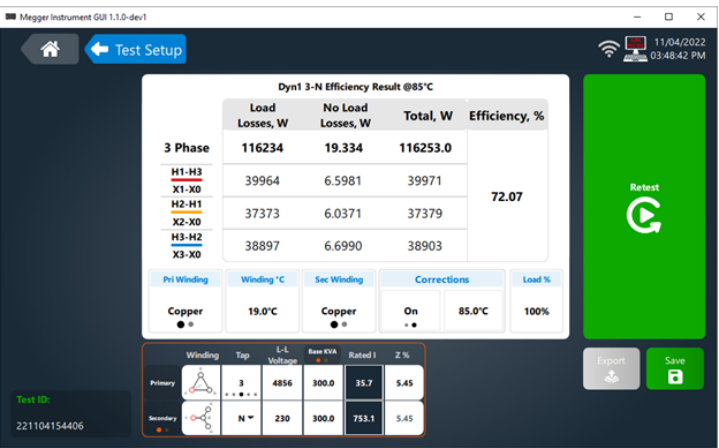 Megger Instrument GUI 1.1.0-dev1
Test Setup
11/04/2022
03:48:42 PM
Dyn1 3-N Efficiency Result @85°C
Load Losses, W No Load Losses, W Total, W Efficiency, %
3 Phase 116234 19.334 116253.0
H1-H3
X1-X0
39964 6.5981 39971
H2-H1
X2-X0
37373 6.0371 37379
72.07
H3-H2
X3-X0
38897 6.6990 38903
Retest
Pri Winding Winding °C Sec Winding Corrections Load %
Copper 19.0°C Copper On 85.0°C 100%
Winding Tap L-L Voltage Base KVA Rated I Z %
Primary 3 4856 300.0 35.7 5.45
Secondary N 230 300.0 753.1 5.45
Export
Save
Test ID:
221104154406